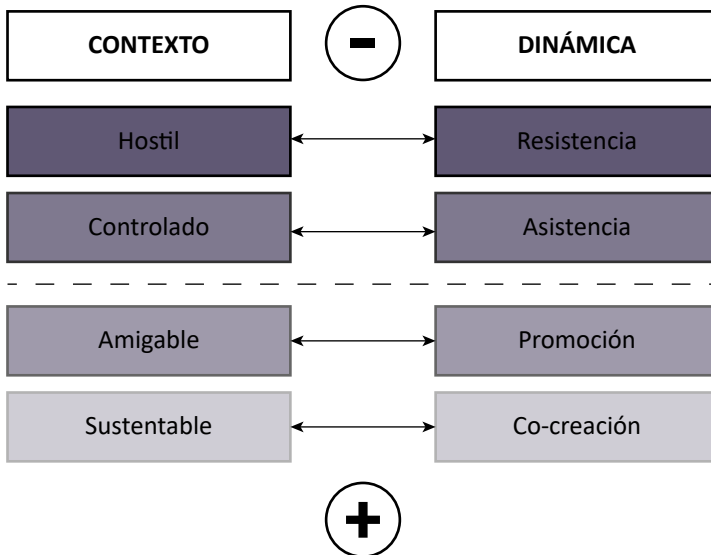 CONTEXTO - DINÁMICA
Hostil Resistencia
Controlado Asistencia
Amigable Promoción
Sustentable Co-creación
+